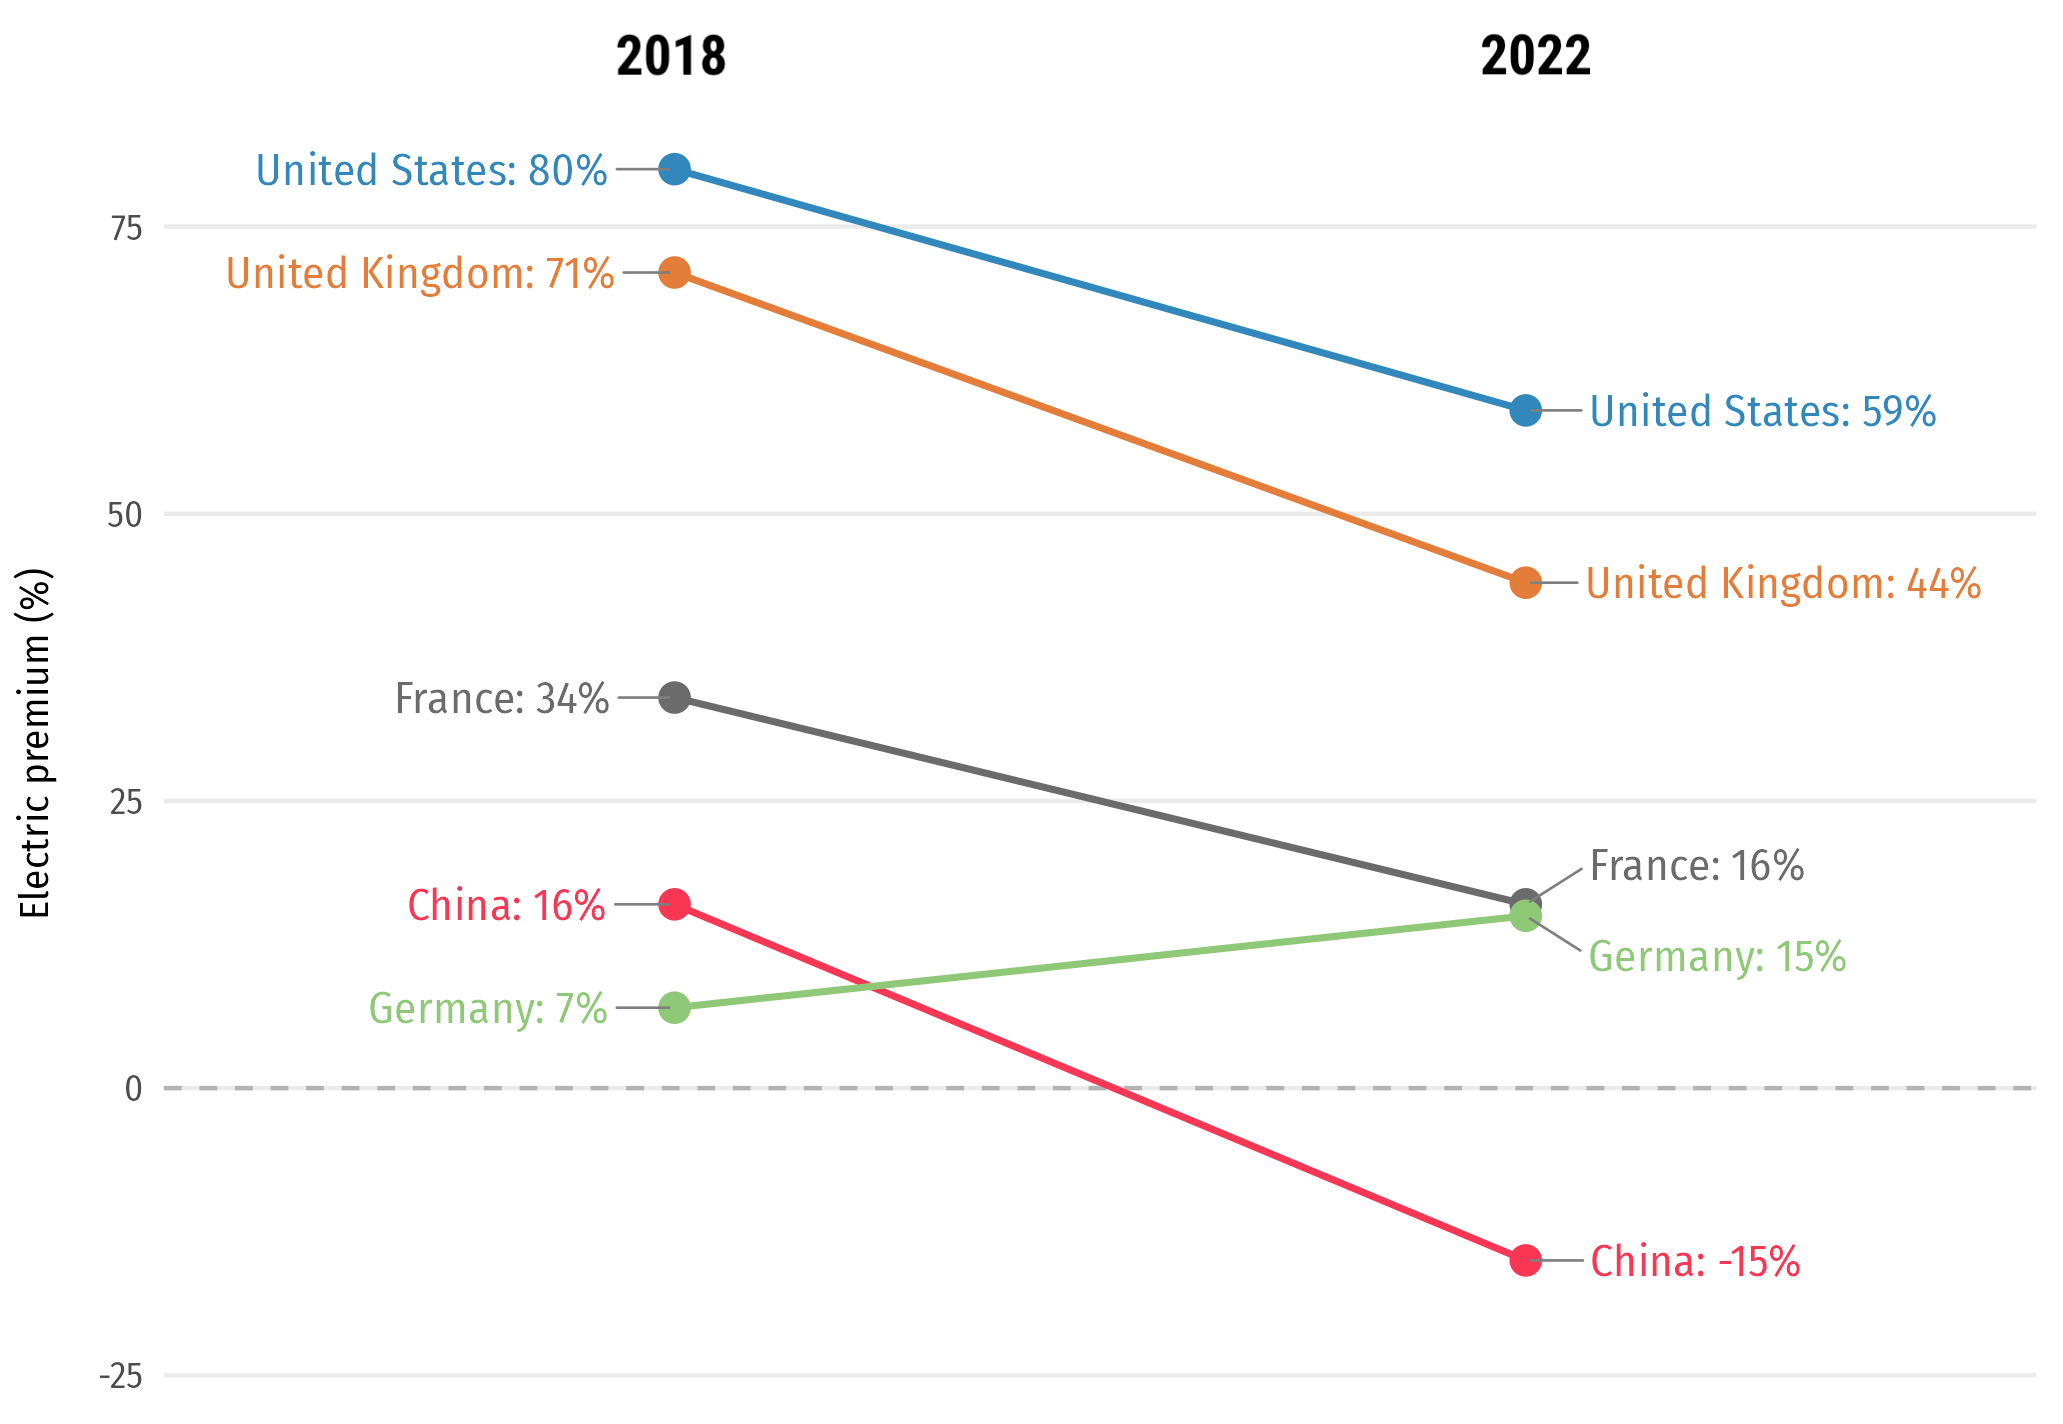 2018
2022
United States: 80%
75
United Kingdom: 71%
United States: 59%
50
United Kingdom: 44%
Electric premium (%)
France: 34%
25
France: 16%
China: 16%
Germany: 15%
Germany: 7%
0
China: -15%
-25